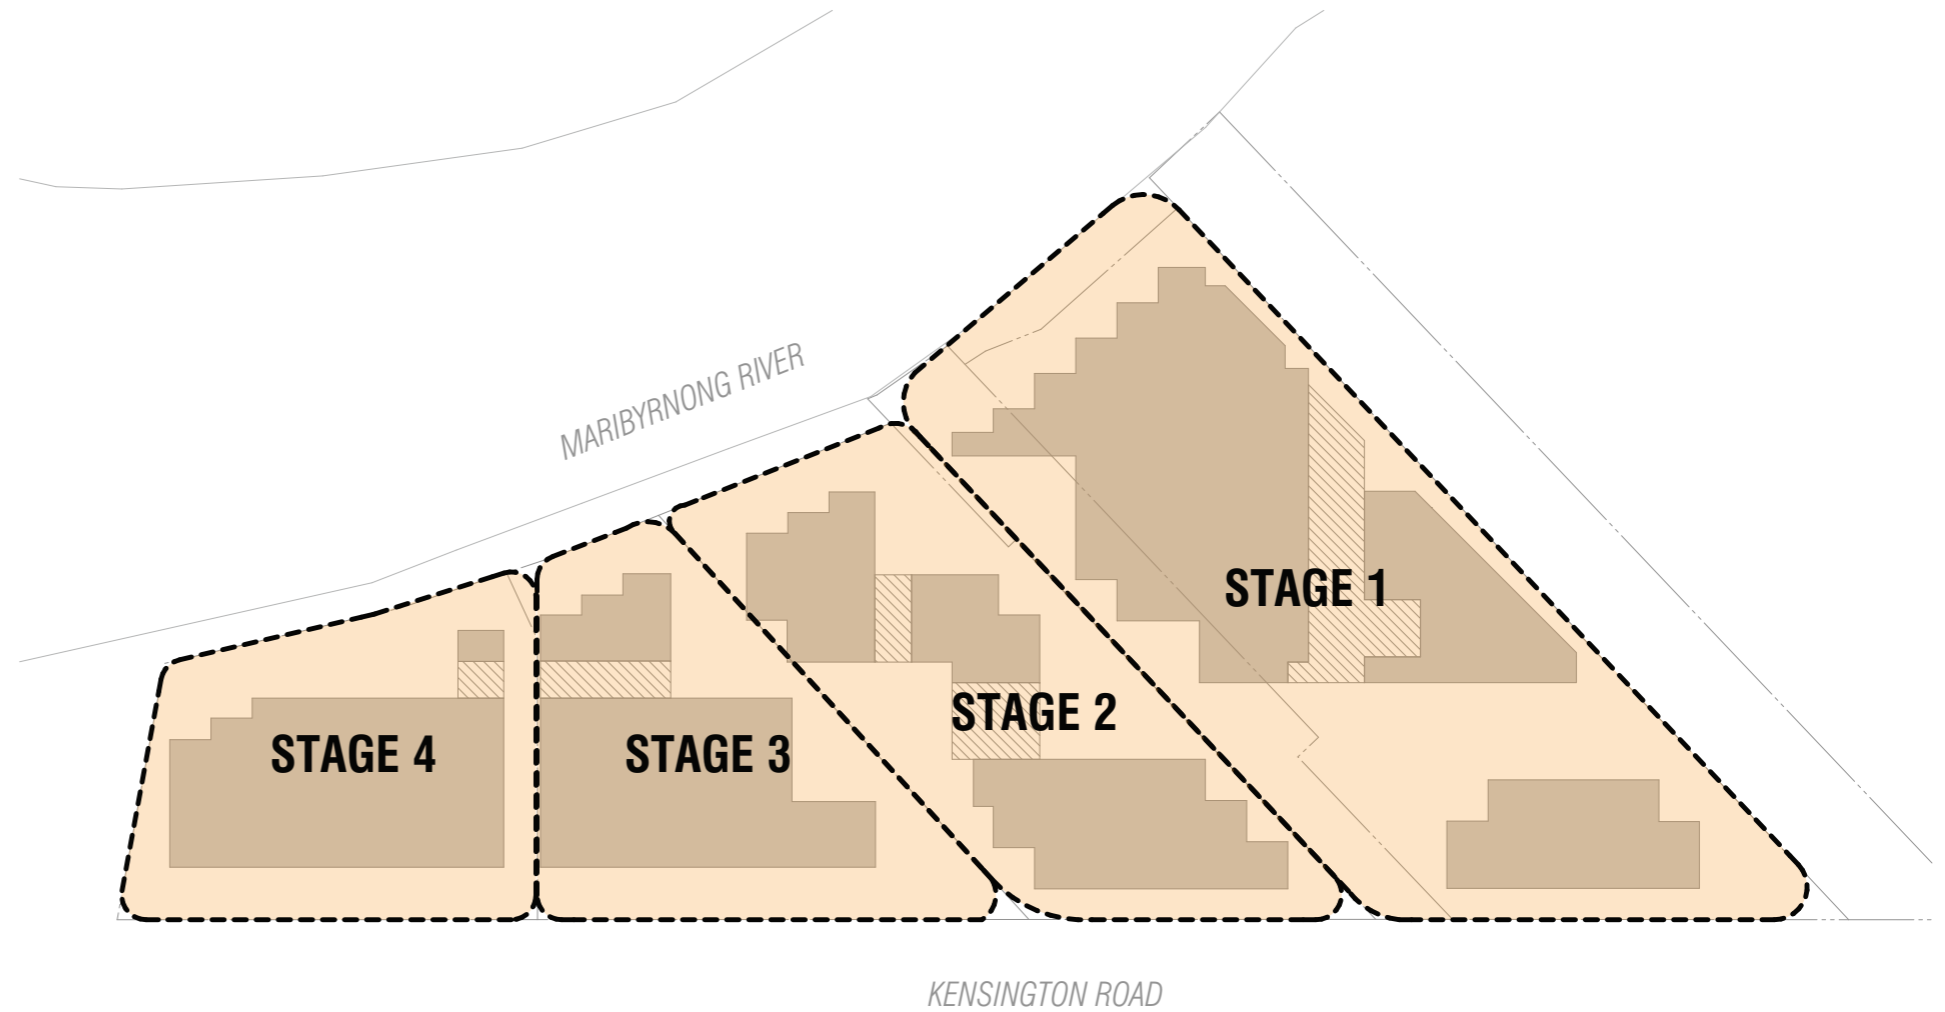 MARIBYRNONG RIVER
STAGE 1
STAGE 2
STAGE 4
STAGE 3
KENSINGTON ROAD